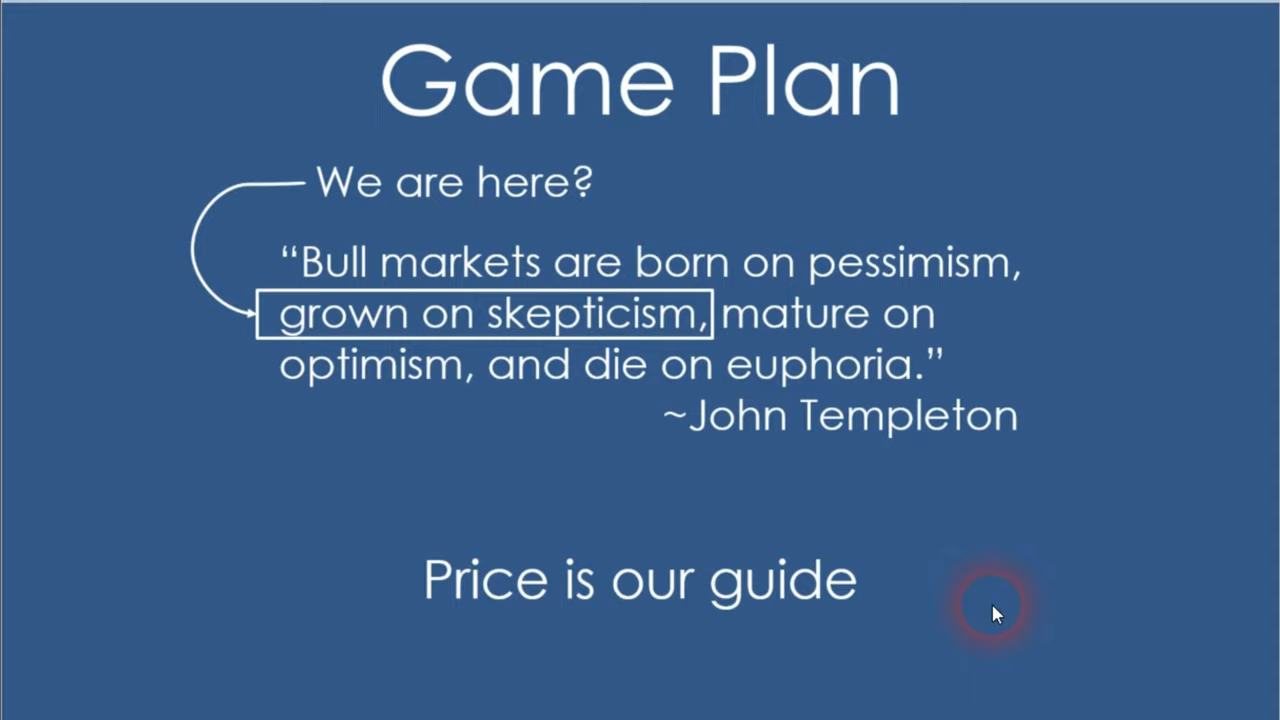 Game Plan
We are here?
“Bull markets are born on pessimism,
grown on skepticism, mature on
optimism, and die on euphoria.”
~John Templeton
Price is our guide